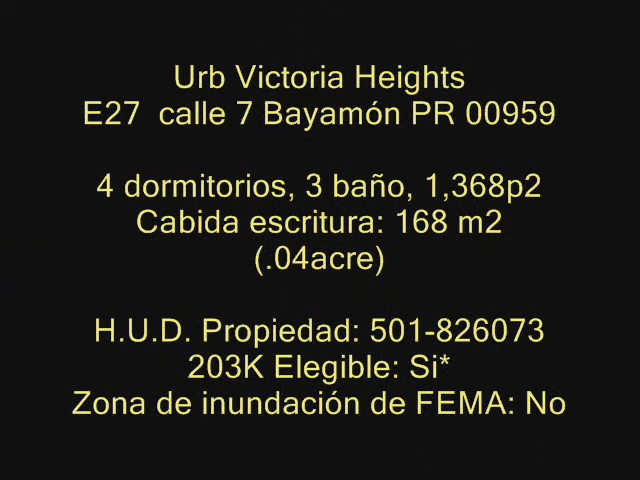 Urb Victoria Heights
E27 calle 7 Bayamón PR 00959
4 dormitorios, 3 baño, 1,368p2
Cabida escritura: 168 m2
(.04acre)
H.U.D. Propiedad: 501-826073
203K Elegible: Si*
Zona de inundación de FEMA: No